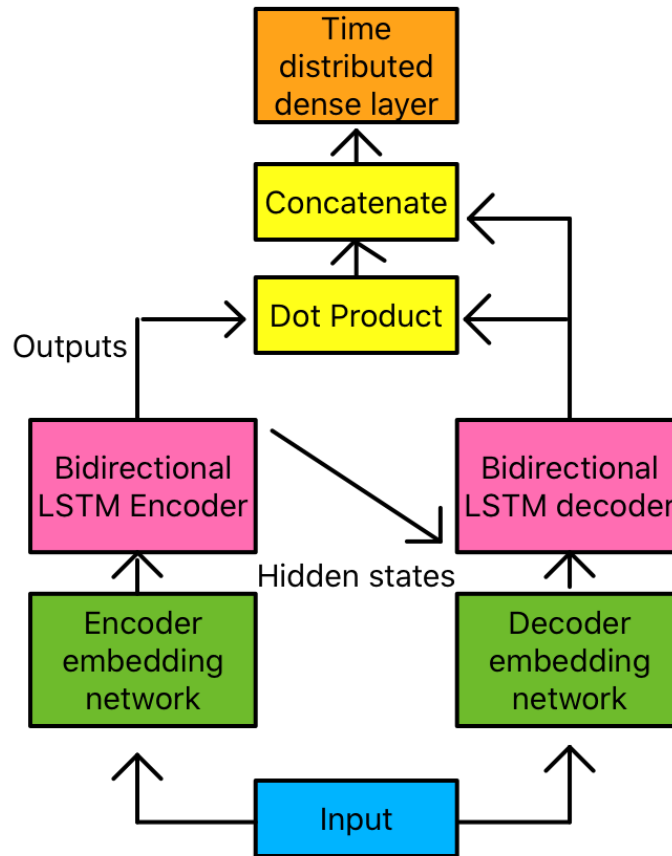 Time
distributed
dense layer
Concatenate
Dot Product
Outputs
Bidirectional
LSTM Encoder
Bidirectional
LSTM decoder
Hidden states
Encoder
embedding
network
Decoder
embedding
network
Input